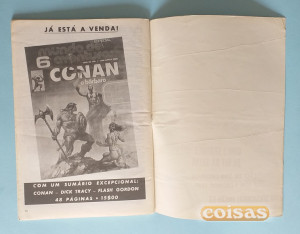 JÁ ESTÁ A VENDA!
6
CONAN
COM UM SUMÁRIO EXCEPCIONAL:
CONAN - DICK TRACY - FLASH GORDON
48 PÁGINAS • 15$00
coisas